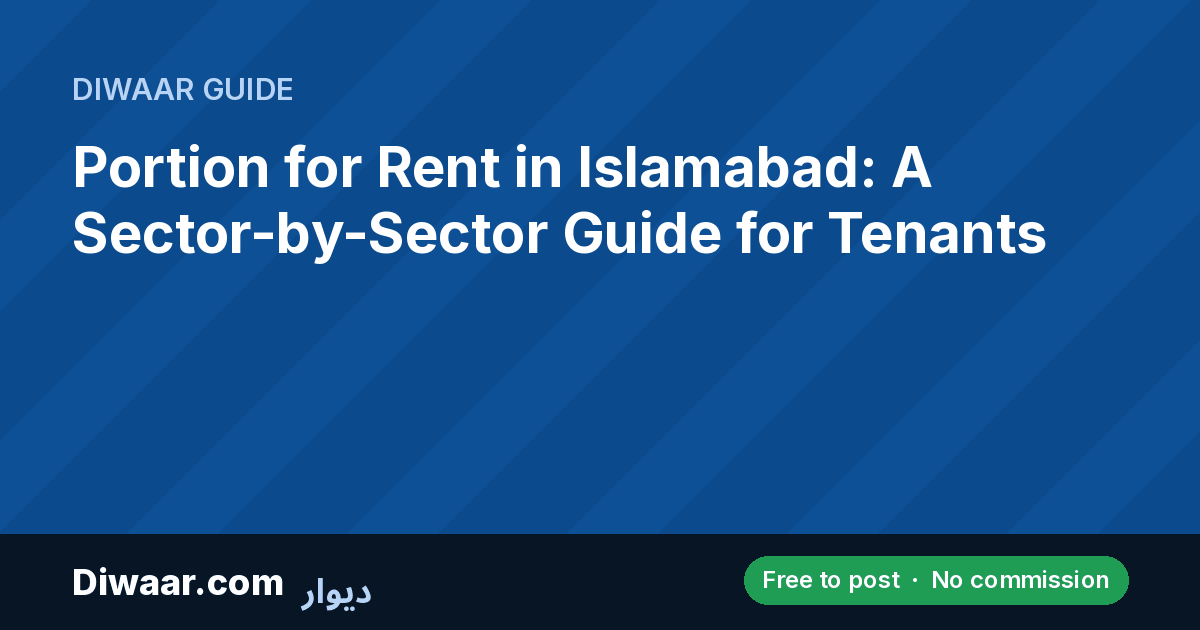 DIWAAR GUIDE
Portion for Rent in Islamabad: A
Sector-by-Sector Guide for Tenants
Diwaar.com دیوار
Free to post · No commission